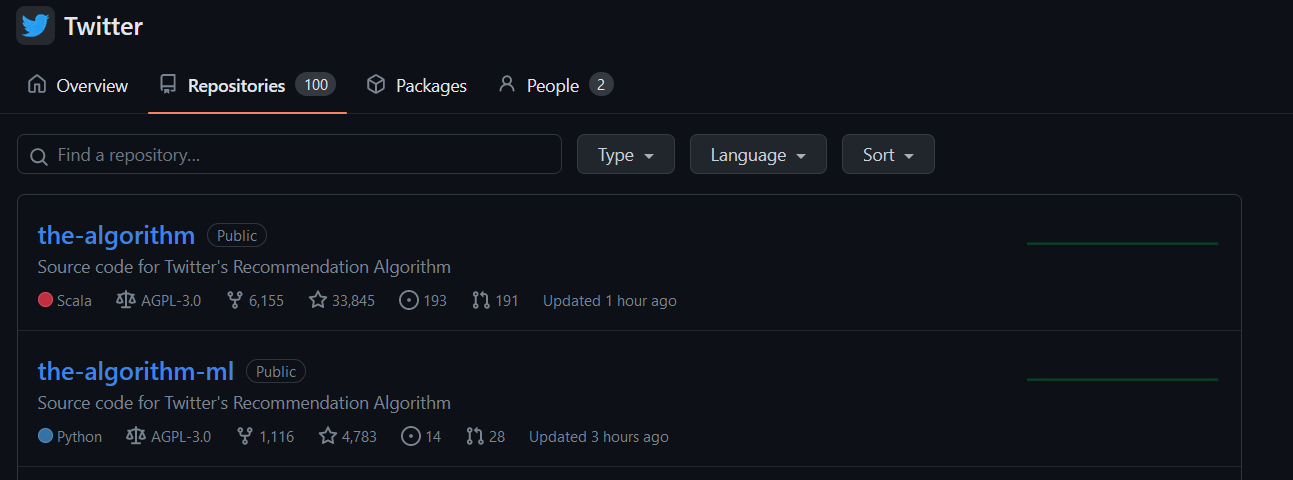 Twitter
Overview Repositories 100 Packages People 2
Find a repository... Type Language Sort
the-algorithm Public
Source code for Twitter's Recommendation Algorithm
Scala AGPL-3.0 6,155 33,845 193 191 Updated 1 hour ago
the-algorithm-ml Public
Source code for Twitter's Recommendation Algorithm
Python AGPL-3.0 1,116 4,783 14 28 Updated 3 hours ago